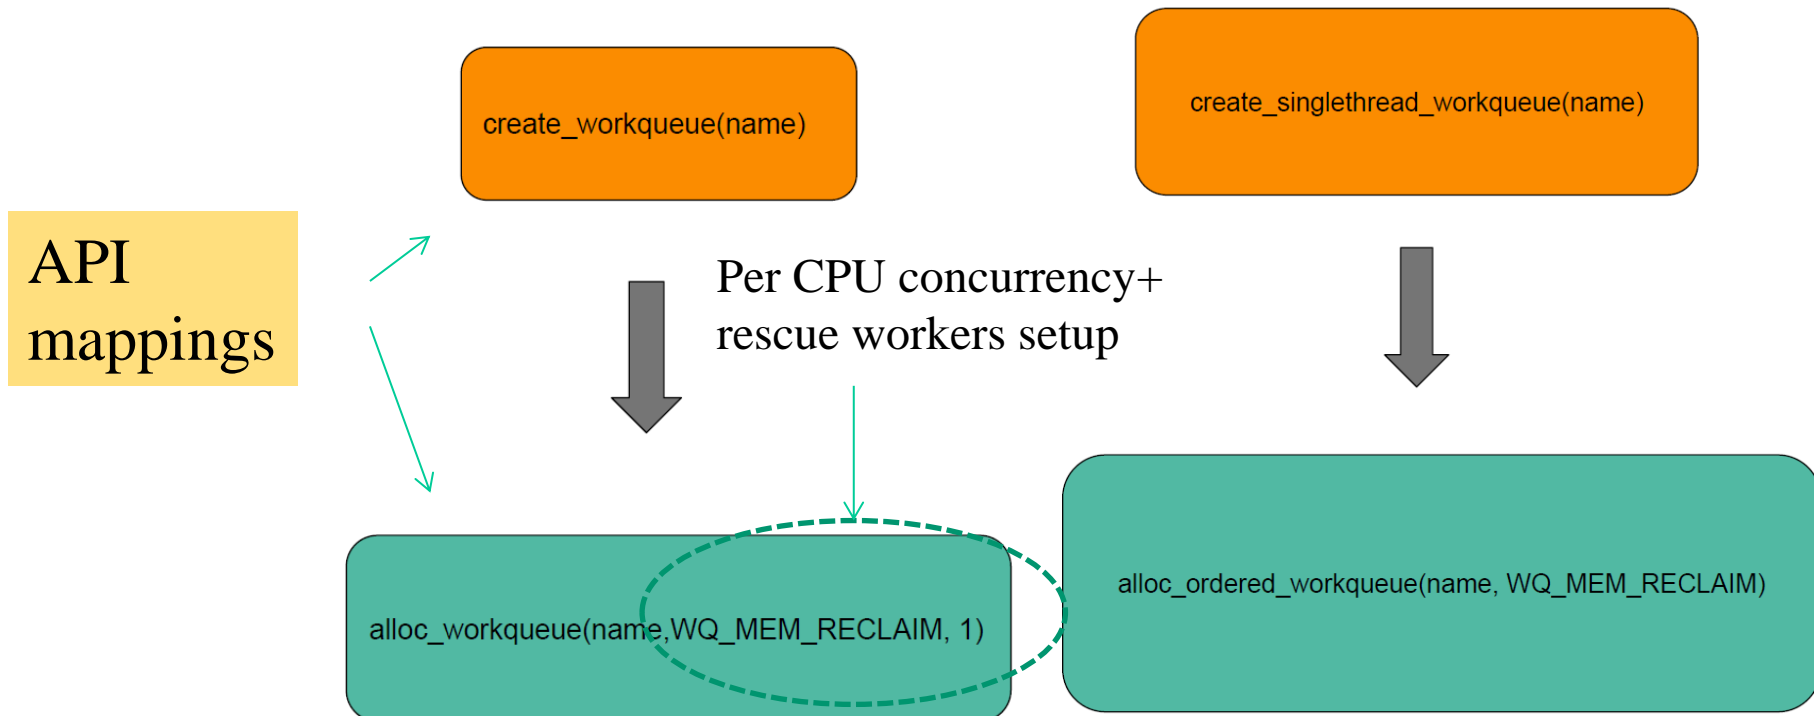 create_workqueue(name)
create_singlethread_workqueue(name)
API
mappings
Per CPU concurrency+
rescue workers setup
alloc_workqueue(name,WQ_MEM_RECLAIM, 1)
alloc_ordered_workqueue(name, WQ_MEM_RECLAIM)